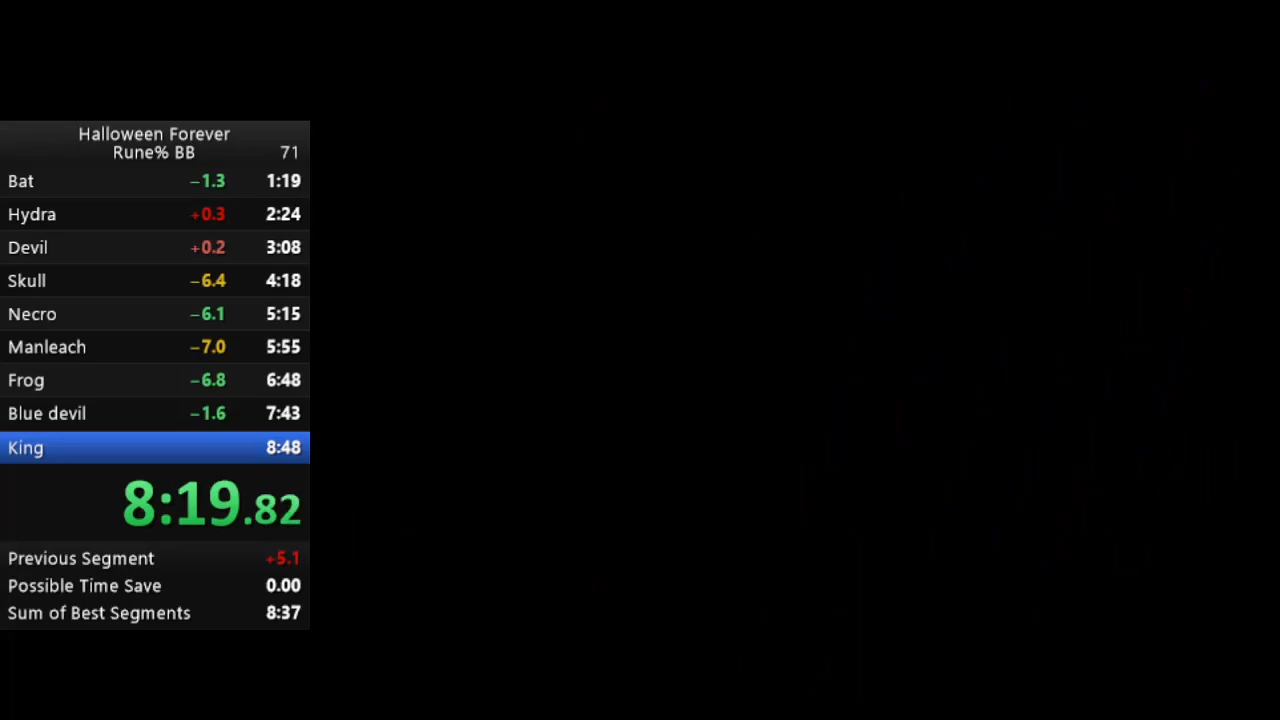 Halloween Forever
Rune% BB 71
Bat −1.3 1:19
Hydra +0.3 2:24
Devil +0.2 3:08
Skull −6.4 4:18
Necro −6.1 5:15
Manleach −7.0 5:55
Frog −6.8 6:48
Blue devil −1.6 7:43
King 8:48
8:19.82
Previous Segment +5.1
Possible Time Save 0.00
Sum of Best Segments 8:37